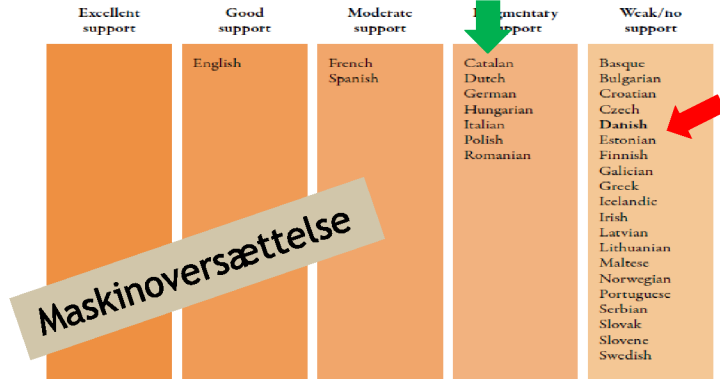 Excellent support
Good support
Moderate support
support
Weak/no support
English
French
Spanish
Catalan
Dutch
German
Hungarian
Italian
Polish
Romanian
Basque
Bulgarian
Croatian
Czech
Danish
Estonian
Finnish
Galician
Greek
Icelandic
Irish
Latvian
Lithuanian
Maltese
Norwegian
Portuguese
Serbian
Slovak
Slovene
Swedish
Maskinoversættelse